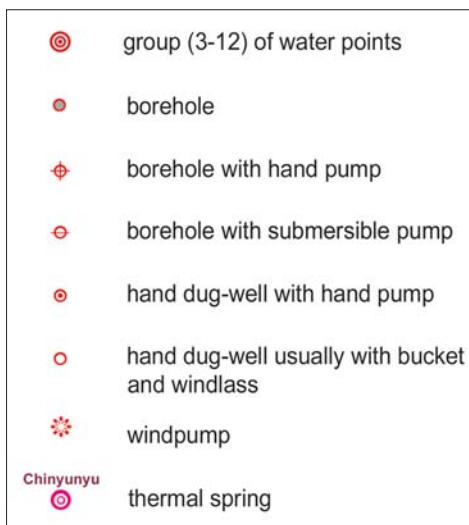 group (3-12) of water points
borehole
borehole with hand pump
borehole with submersible pump
hand dug-well with hand pump
hand dug-well usually with bucket
and windlass
windpump
Chinyunyu
thermal spring